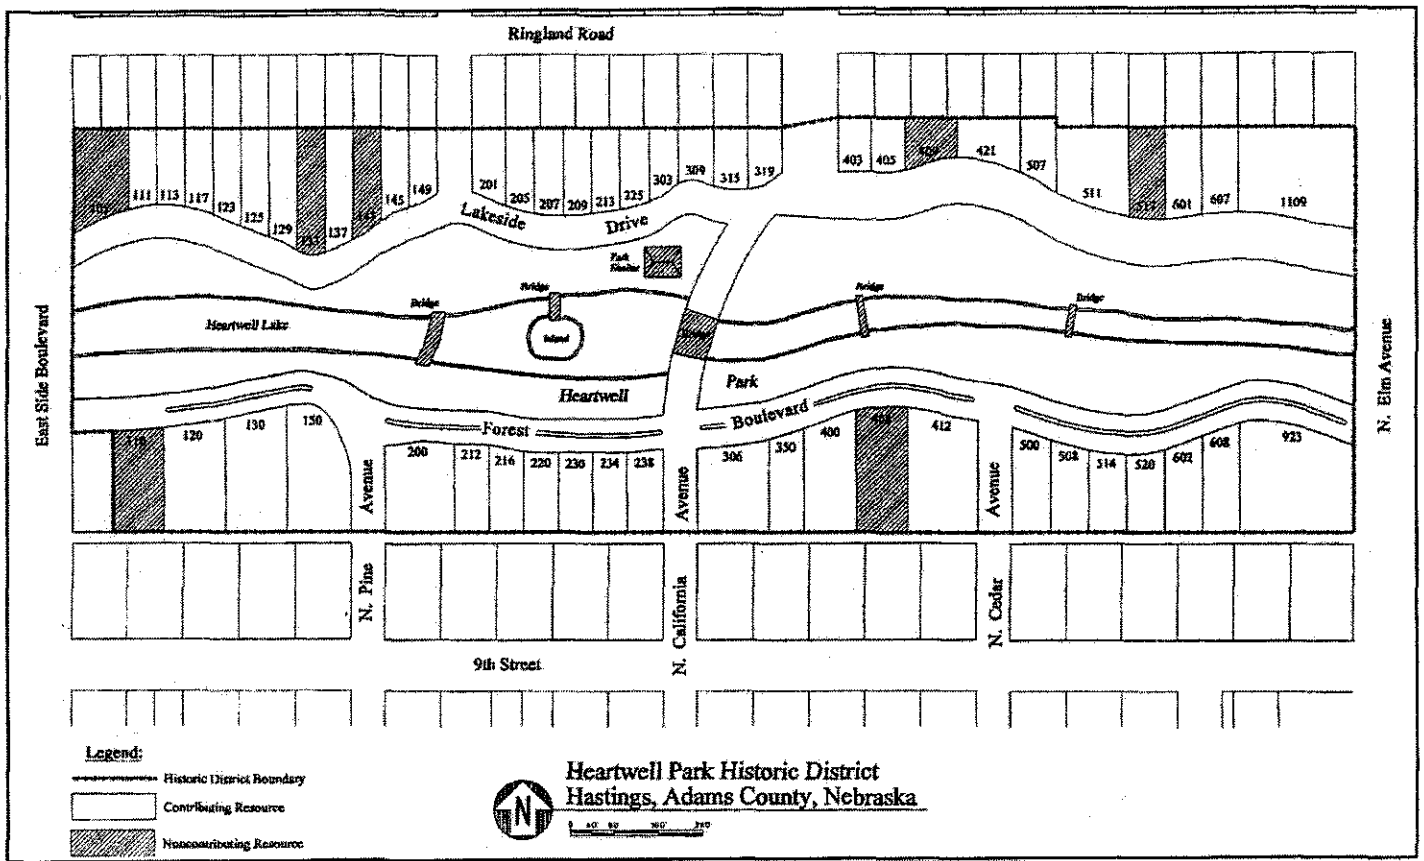 Ringland Road
111 113 117 123 125 129 137 145 149
201 205 207 209 213 225 303 309 315 319
403 405 409 421 507 511 601 607 1109
Lakeside Drive
Park Shelter
Bridge
Bridge
Bridge
Bridge
Heartwell Lake
Island
Heartwell Park
East Side Boulevard
N. Elm Avenue
Forest Boulevard
120 130 150
200 212 216 220 234 238
306 350 400 412
500 508 514 520 602 608 923
N. Pine Avenue
N. California Avenue
N. Cedar Avenue
9th Street
Legend:
Historic District Boundary
Contributing Resource
Noncontributing Resource
N
Heartwell Park Historic District
Hastings, Adams County, Nebraska